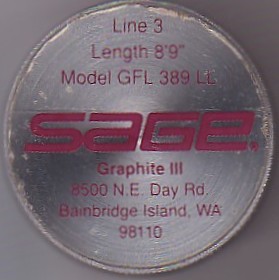 Line 3
Length 8'9"
Model GFL 389 LL
SAGE®
Graphite III
8500 N.E. Day Rd.
Bainbridge Island, WA
98110